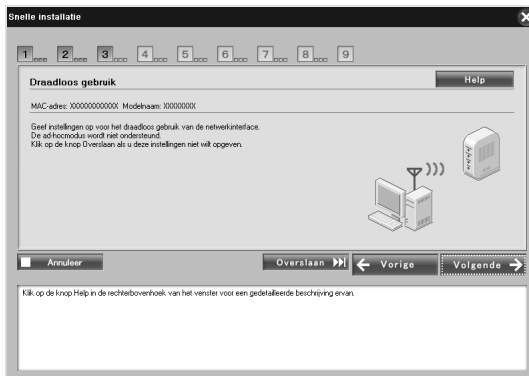 Snelle installatie
1 2 3 4 5 6 7 8 9
Draadloos gebruik
Help
MAC-adres: XXXXXXXXXXXX Modelnaam: XXXXXXXX
Geef instellingen op voor het draadloos gebruik van de netwerkinterface.
De ad-hocmodus wordt niet ondersteund.
Klik op de knop Overslaan als u deze instellingen niet wilt opgeven.
Annuleer
Overslaan
Vorige
Volgende
Klik op de knop Help in de rechterbovenhoek van het venster voor een gedetailleerde beschrijving ervan.